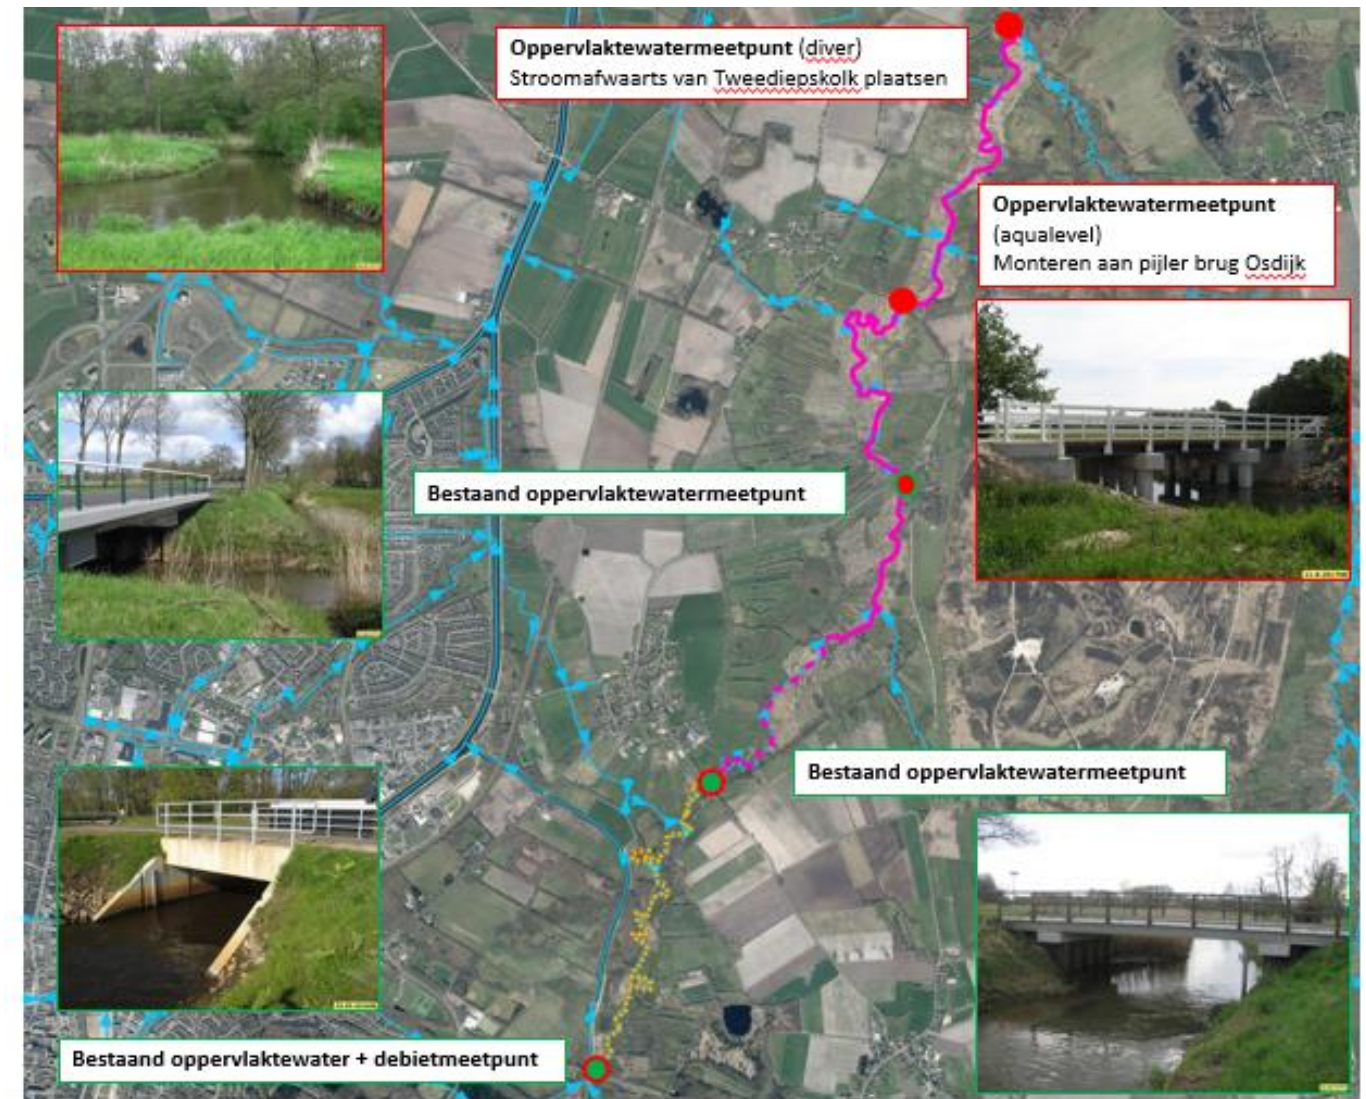 Oppervlaktewatermeetpunt (diver)
Stroomafwaarts van Tweediepskolk plaatsen
Oppervlaktewatermeetpunt
(aqualevel)
Monteren aan pijler brug Osdijk
Bestaand oppervlaktewatermeetpunt
Bestaand oppervlaktewatermeetpunt
Bestaand oppervlaktewater + debietmeetpunt